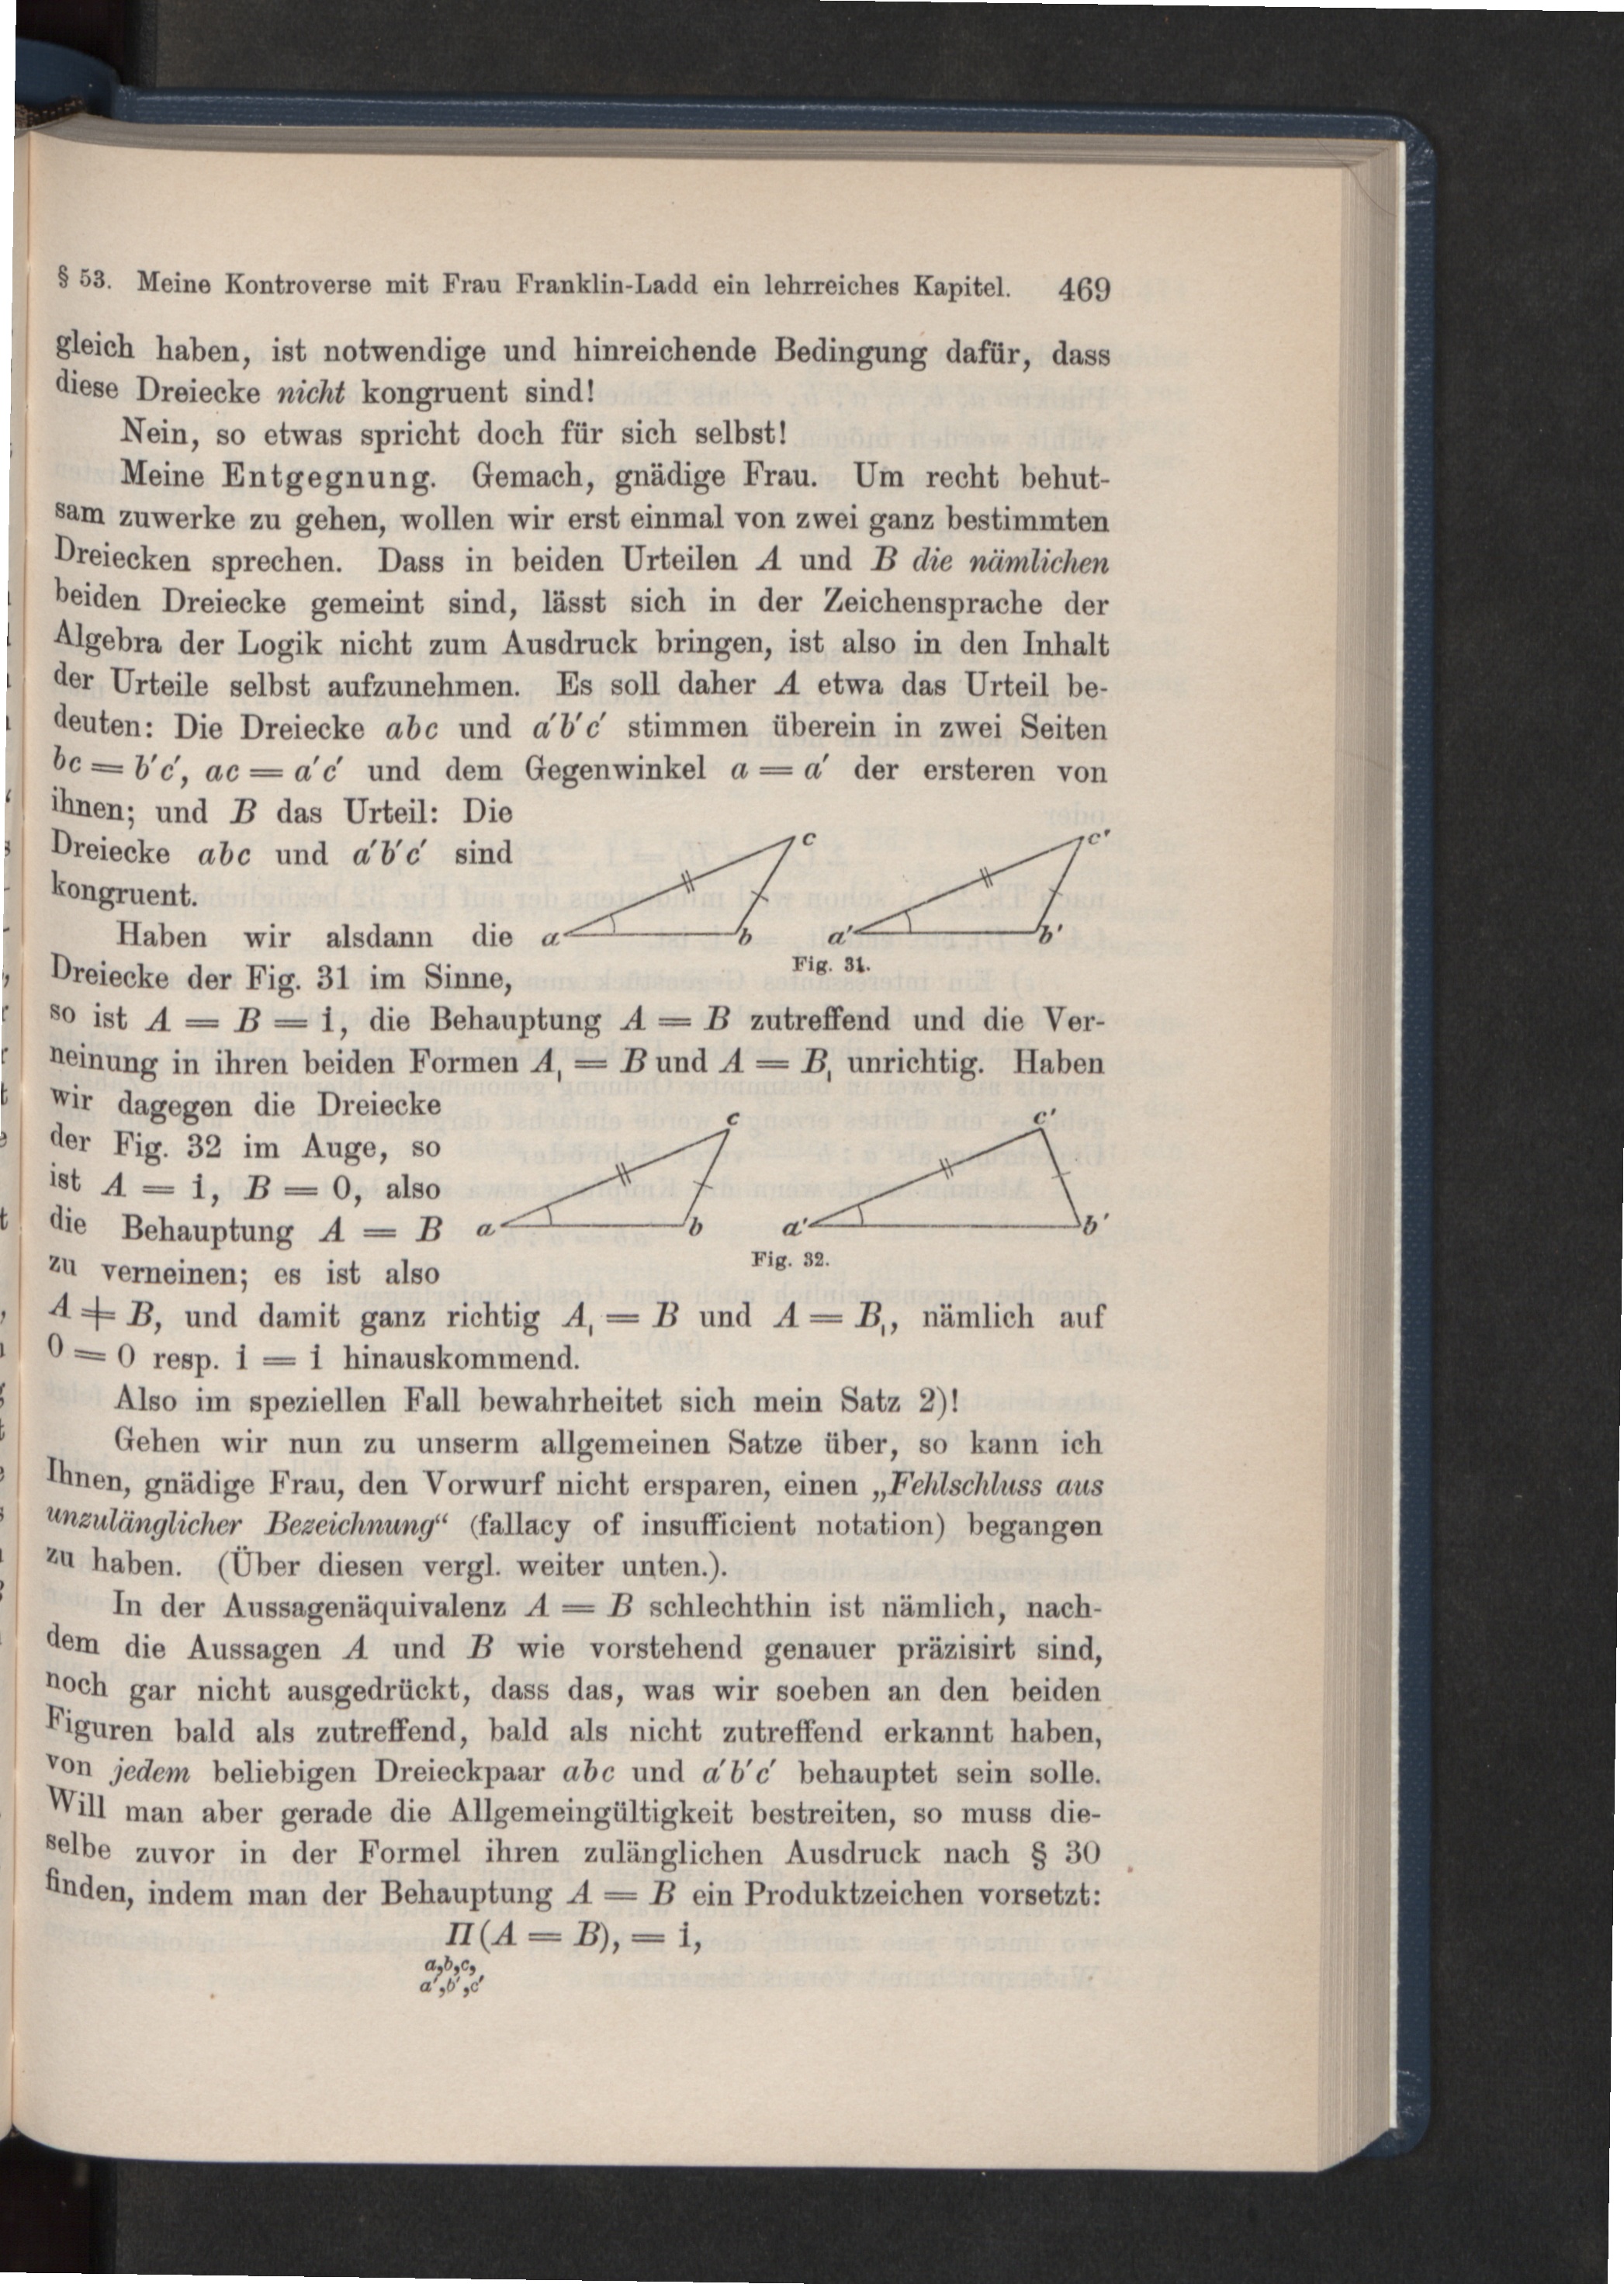 § 53. Meine Kontroverse mit Frau Franklin-Ladd ein lehrreiches Kapitel. 469
gleich haben, ist notwendige und hinreichende Bedingung dafür, dass
diese Dreiecke nicht kongruent sind!
Nein, so etwas spricht doch für sich selbst!
Meine Entgegnung. Gemach, gnädige Frau. Um recht behut-
sam zuwerke zu gehen, wollen wir erst einmal von zwei ganz bestimmten
Dreiecken sprechen. Dass in beiden Urteilen A und B die nämlichen
beiden Dreiecke gemeint sind, lässt sich in der Zeichensprache der
Algebra der Logik nicht zum Ausdruck bringen, ist also in den Inhalt
der Urteile selbst aufzunehmen. Es soll daher A etwa das Urteil be-
deuten: Die Dreiecke abc und a′b′c′ stimmen überein in zwei Seiten
bc = b′c′, ac = a′c′ und dem Gegenwinkel a = a′ der ersteren von
ihnen; und B das Urteil: Die
Dreiecke abc und a′b′c′ sind
kongruent.
Haben wir alsdann die
Dreiecke der Fig. 31 im Sinne,
a b c a′ b′ c′
Fig. 31.
so ist A = B = i, die Behauptung A = B zutreffend und die Ver-
neinung in ihren beiden Formen A₁ = B und A = B₁ unrichtig. Haben
wir dagegen die Dreiecke
der Fig. 32 im Auge, so
ist A = i, B = 0, also
die Behauptung A = B
zu verneinen; es ist also
a b c a′ b′ c′
Fig. 32.
A ≠ B, und damit ganz richtig A₁ = B und A = B₁, nämlich auf
0 = 0 resp. i = i hinauskommend.
Also im speziellen Fall bewahrheitet sich mein Satz 2)!
Gehen wir nun zu unserm allgemeinen Satze über, so kann ich
Ihnen, gnädige Frau, den Vorwurf nicht ersparen, einen „Fehlschluss aus
unzulänglicher Bezeichnung“ (fallacy of insufficient notation) begangen
zu haben. (Über diesen vergl. weiter unten.).
In der Aussagenäquivalenz A = B schlechthin ist nämlich, nach-
dem die Aussagen A und B wie vorstehend genauer präzisirt sind,
noch gar nicht ausgedrückt, dass das, was wir soeben an den beiden
Figuren bald als zutreffend, bald als nicht zutreffend erkannt haben,
von jedem beliebigen Dreieckpaar abc und a′b′c′ behauptet sein solle.
Will man aber gerade die Allgemeingültigkeit bestreiten, so muss die-
selbe zuvor in der Formel ihren zulänglichen Ausdruck nach § 30
finden, indem man der Behauptung A = B ein Produktzeichen vorsetzt:
Π(A = B), = i,
a,b,c,
a′,b′,c′